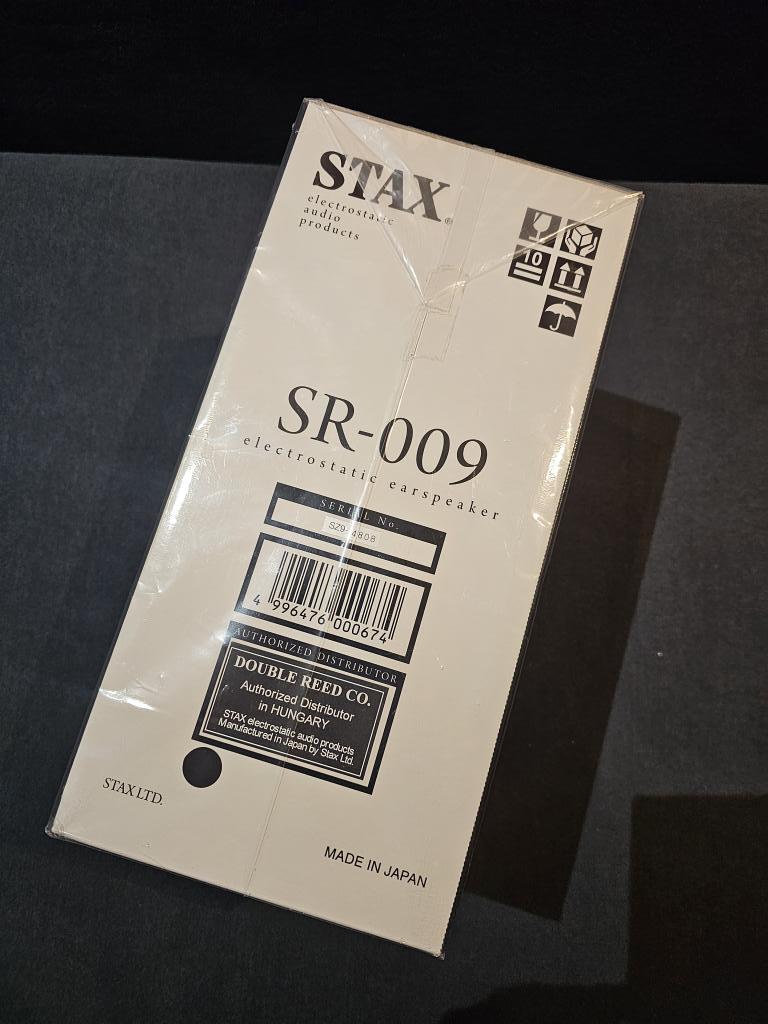 STAX®
electrostatic
audio
products
10
SR-009
electrostatic earspeaker
SERIAL No.
SZ9-4808
4 996476 000674
AUTHORIZED DISTRIBUTOR
DOUBLE REED CO.
Authorized Distributor
in HUNGARY
STAX electrostatic audio products
Manufactured in Japan by Stax Ltd.
STAX LTD.
MADE IN JAPAN